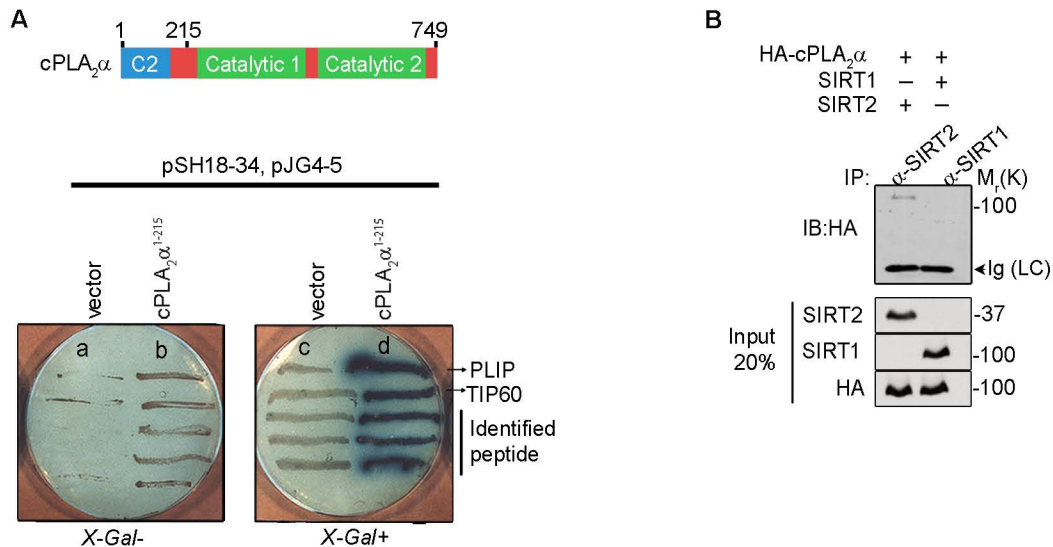 A
1 215 749
cPLA₂α C2 Catalytic 1 Catalytic 2
pSH18-34, pJG4-5
vector cPLA₂α¹⁻²¹⁵ vector cPLA₂α¹⁻²¹⁵
a b c d
PLIP
TIP60
Identified
peptide
X-Gal- X-Gal+
B
HA-cPLA₂α + +
SIRT1 – +
SIRT2 + –
IP: α-SIRT2 α-SIRT1 Mᵣ(K)
-100
IB:HA
Ig (LC)
Input
20%
SIRT2 -37
SIRT1 -100
HA -100